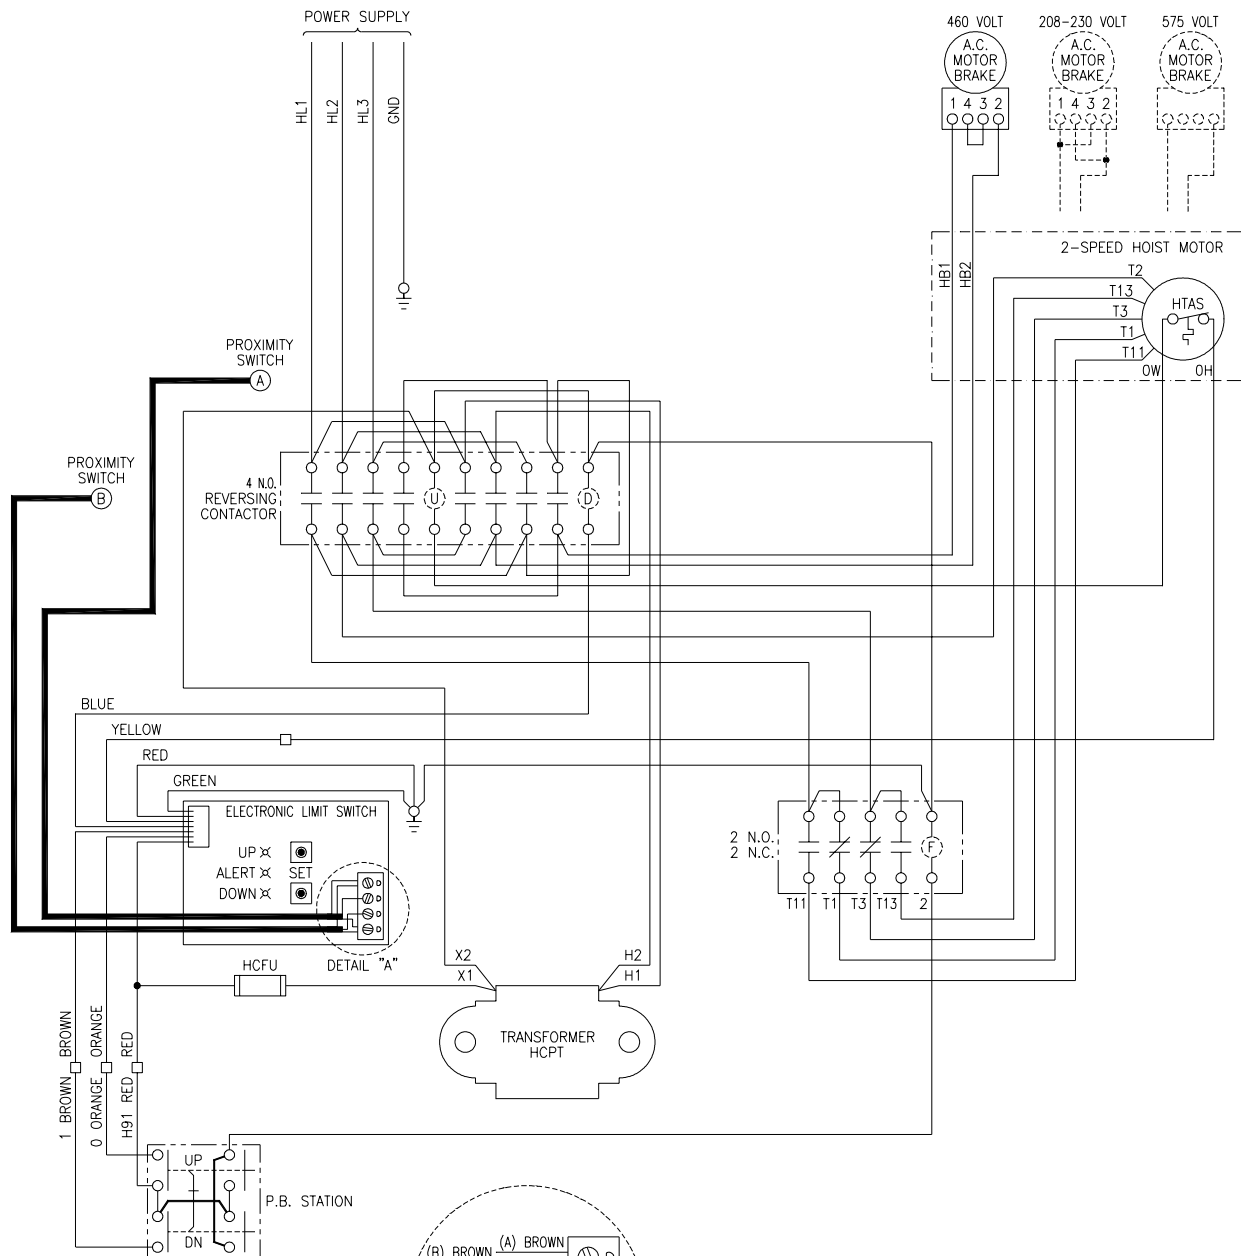 POWER SUPPLY
HL1
HL2
HL3
GND
460 VOLT
A.C.
MOTOR
BRAKE
1 4 3 2
208-230 VOLT
A.C.
MOTOR
BRAKE
1 4 3 2
575 VOLT
A.C.
MOTOR
BRAKE
2-SPEED HOIST MOTOR
HB1
HB2
T2
T13
T3
T1
T11
HTAS
OW
OH
PROXIMITY
SWITCH
A
PROXIMITY
SWITCH
B
4 N.O.
REVERSING
CONTACTOR
U
D
BLUE
YELLOW
RED
GREEN
ELECTRONIC LIMIT SWITCH
UP
ALERT
DOWN
SET
DETAIL "A"
2 N.O.
2 N.C.
F
T11 T1 T3 T13 2
HCFU
X2
X1
H2
H1
TRANSFORMER
HCPT
1 BROWN BROWN
0 ORANGE ORANGE
H91 RED RED
UP
DN
P.B. STATION
(B) BROWN
(A) BROWN